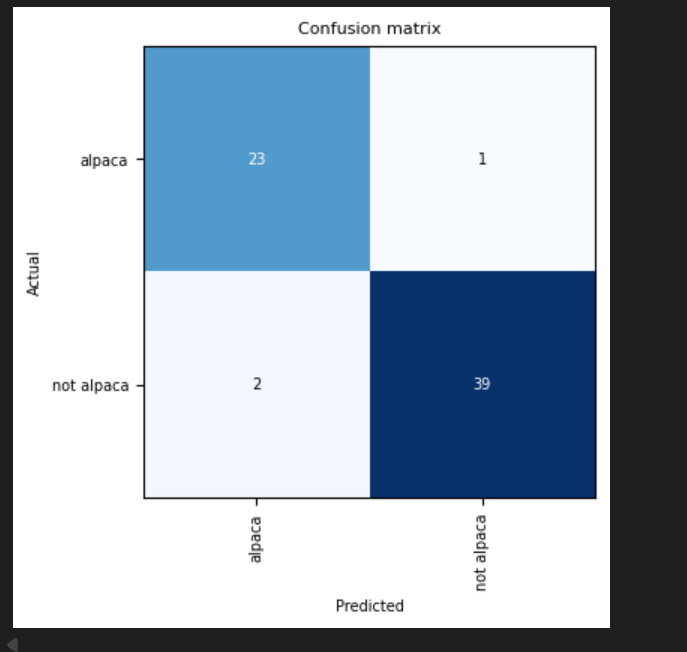 Confusion matrix
alpaca
23
1
Actual
not alpaca
2
39
alpaca
not alpaca
Predicted